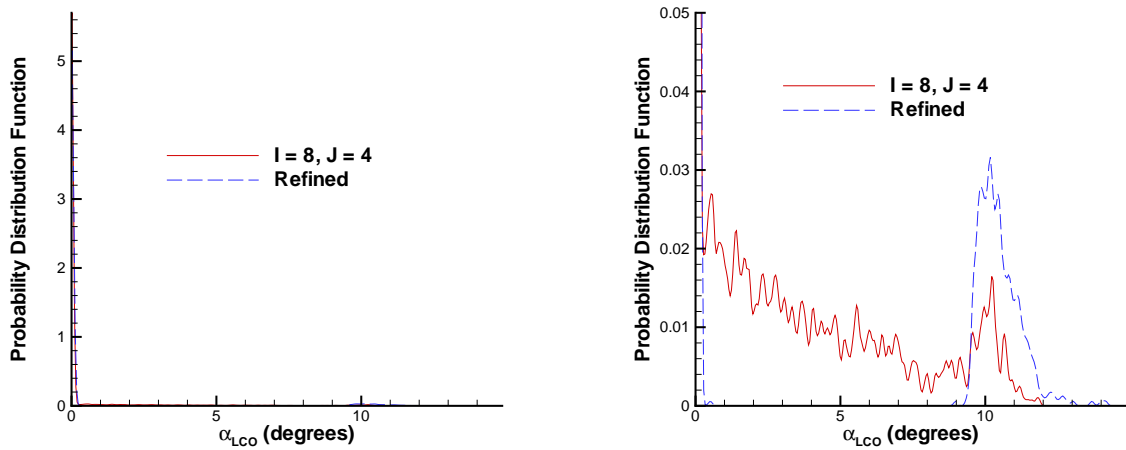 Probability Distribution Function
5
4
3
2
1
0
I = 8, J = 4
Refined
0 5 10
α_LCO (degrees)
Probability Distribution Function
0.05
0.04
0.03
0.02
0.01
0
I = 8, J = 4
Refined
0 5 10
α_LCO (degrees)